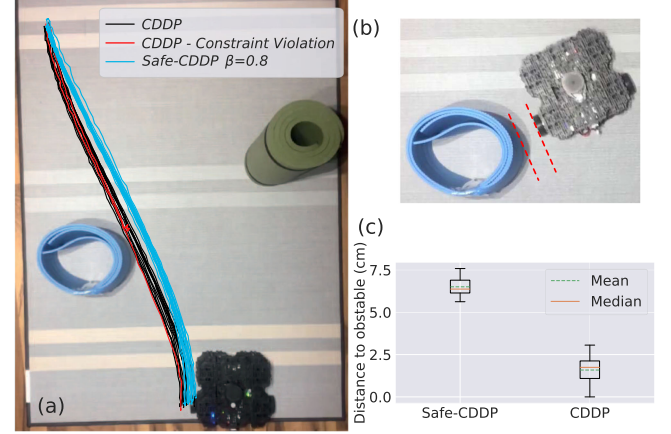 CDDP
CDDP - Constraint Violation
Safe-CDDP β=0.8
(a)
(b)
(c)
Distance to obstable (cm)
7.5
5.0
2.5
0.0
Mean
Median
Safe-CDDP
CDDP